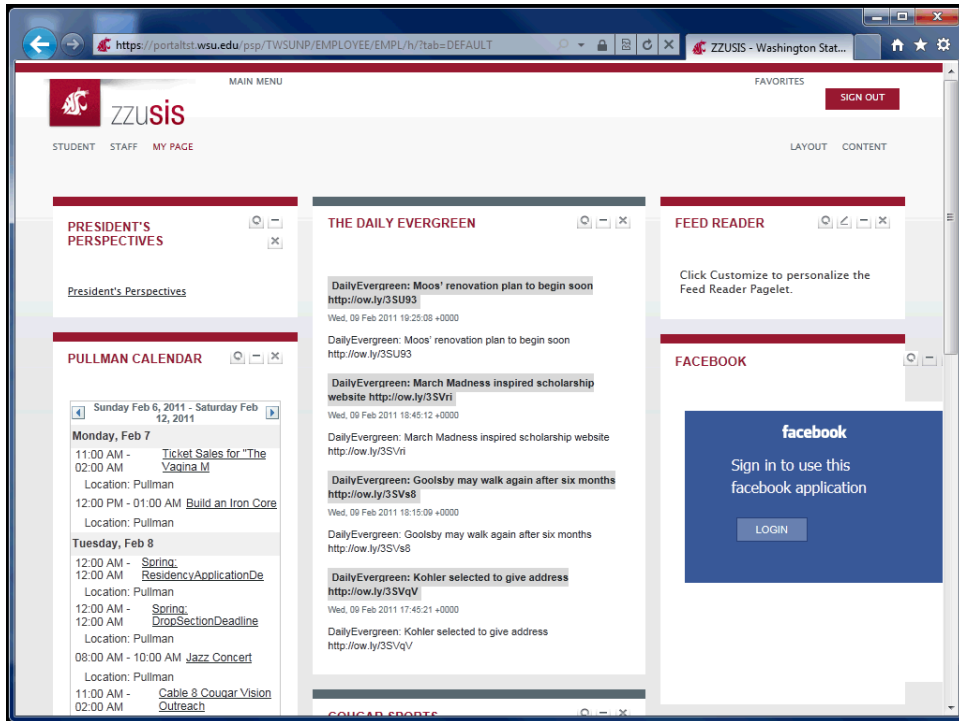 https://portaltst.wsu.edu/psp/TWSUNP/EMPLOYEE/EMPL/h/?tab=DEFAULT
ZZUSIS - Washington Stat...
MAIN MENU
FAVORITES
SIGN OUT
zzusis
STUDENT STAFF MY PAGE
LAYOUT CONTENT
PRESIDENT'S
PERSPECTIVES
President's Perspectives
PULLMAN CALENDAR
Sunday Feb 6, 2011 - Saturday Feb
12, 2011
Monday, Feb 7
11:00 AM - Ticket Sales for "The
02:00 AM Vagina M
Location: Pullman
12:00 PM - 01:00 AM Build an Iron Core
Location: Pullman
Tuesday, Feb 8
12:00 AM - Spring:
12:00 AM ResidencyApplicationDe
Location: Pullman
12:00 AM - Spring:
12:00 AM DropSectionDeadline
Location: Pullman
08:00 AM - 10:00 AM Jazz Concert
Location: Pullman
11:00 AM - Cable 8 Cougar Vision
02:00 AM Outreach
THE DAILY EVERGREEN
DailyEvergreen: Moos' renovation plan to begin soon
http://ow.ly/3SU93
Wed, 09 Feb 2011 19:25:08 +0000
DailyEvergreen: Moos' renovation plan to begin soon
http://ow.ly/3SU93
DailyEvergreen: March Madness inspired scholarship
website http://ow.ly/3SVri
Wed, 09 Feb 2011 18:45:12 +0000
DailyEvergreen: March Madness inspired scholarship website
http://ow.ly/3SVri
DailyEvergreen: Goolsby may walk again after six months
http://ow.ly/3SVs8
Wed, 09 Feb 2011 18:15:09 +0000
DailyEvergreen: Goolsby may walk again after six months
http://ow.ly/3SVs8
DailyEvergreen: Kohler selected to give address
http://ow.ly/3SVqV
Wed, 09 Feb 2011 17:45:21 +0000
DailyEvergreen: Kohler selected to give address
http://ow.ly/3SVqV
COUGAR SPORTS
FEED READER
Click Customize to personalize the
Feed Reader Pagelet.
FACEBOOK
facebook
Sign in to use this
facebook application
LOGIN